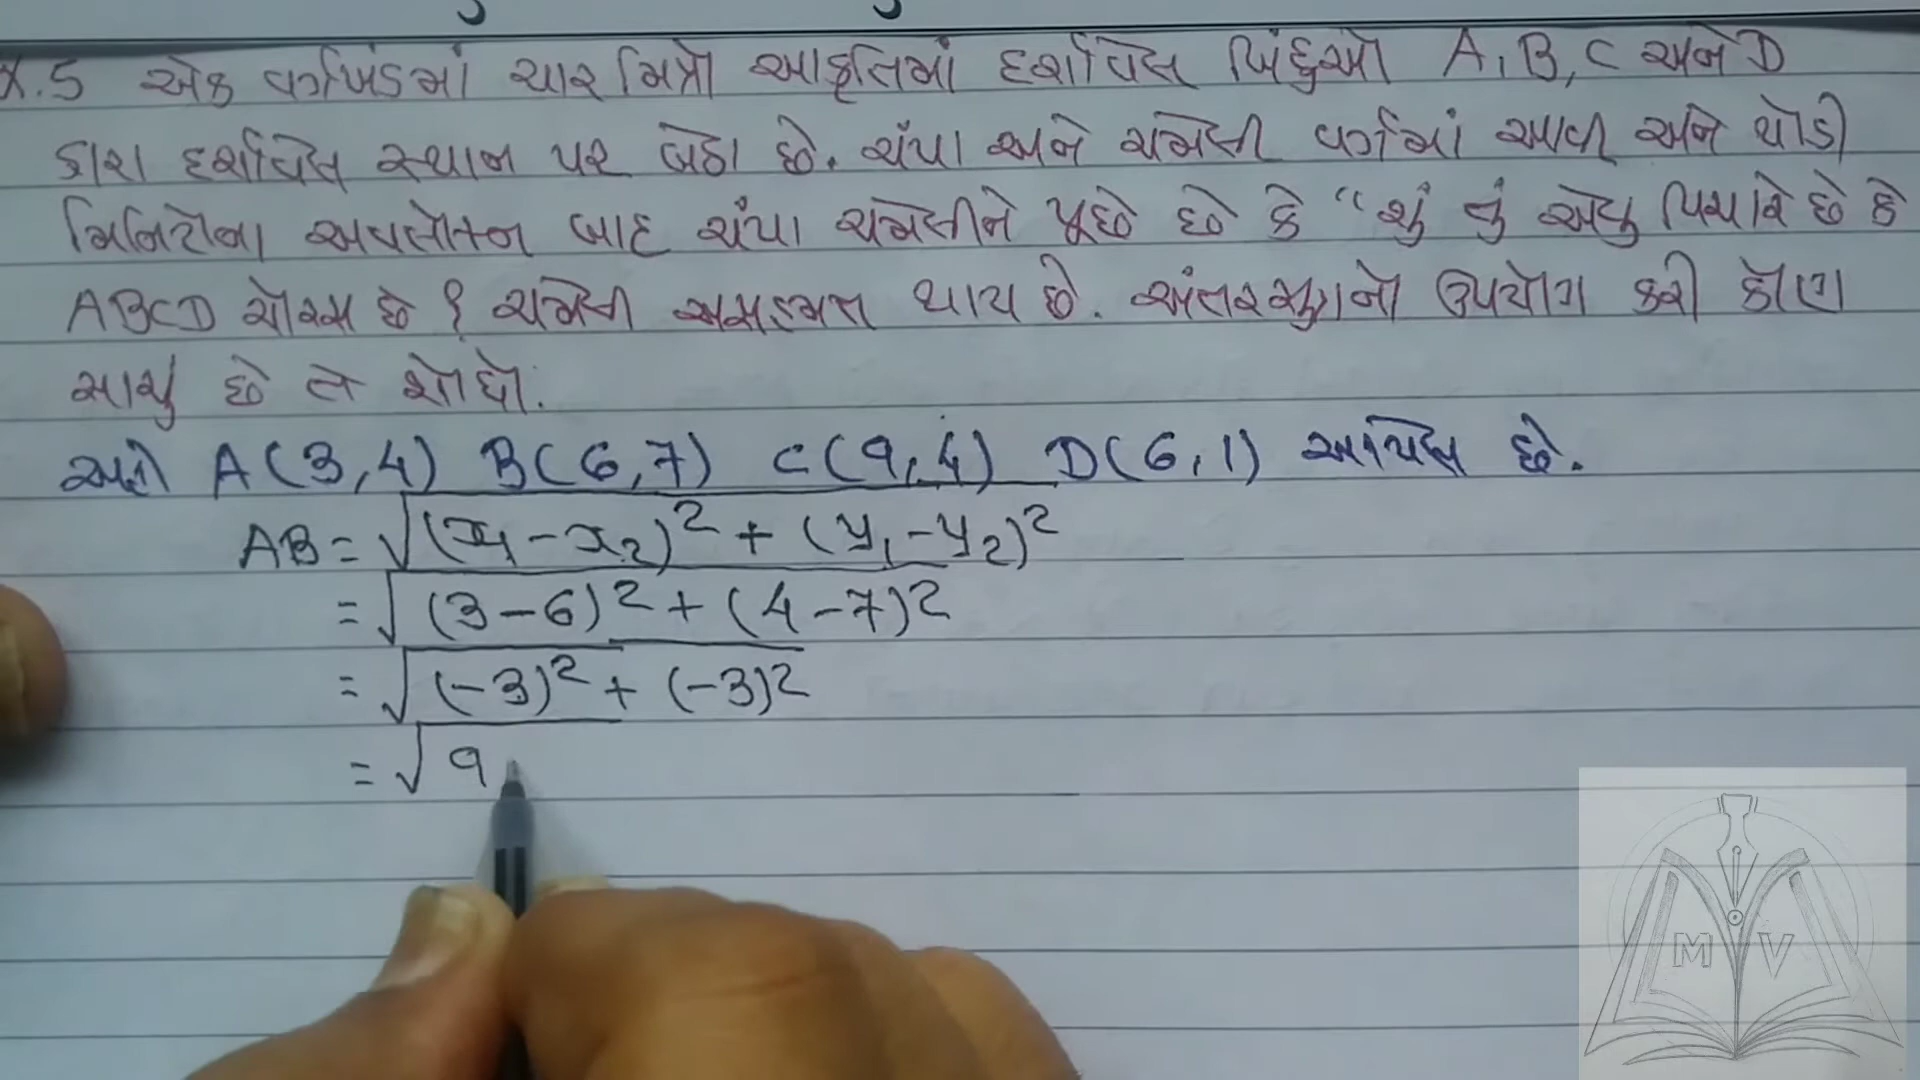 x.5 એક વર્ગખંડમાં ચાર મિત્રો આકૃતિમાં દર્શાવેલ બિંદુઓ A, B, C અને D
દ્વારા દર્શાવેલ સ્થાન પર બેઠા છે. ચંપા અને ચમેલી વર્ગમાં આવી અને થોડી
મિનિટોના અવલોકન બાદ ચંપા ચમેલીને પૂછે છે કે "શું તું એવુ વિચારે છે કે
ABCD ચોરસ છે ? ચમેલી અસહમત થાય છે. અંતરસૂત્રનો ઉપયોગ કરી કોણ
સાચું છે તે શોધો.
અહી A(3,4) B(6,7) C(9,4) D(6,1) આપેલ છે.
AB = √(x₁-x₂)² + (y₁-y₂)²
= √(3-6)² + (4-7)²
= √(-3)² + (-3)²
= √9
M V